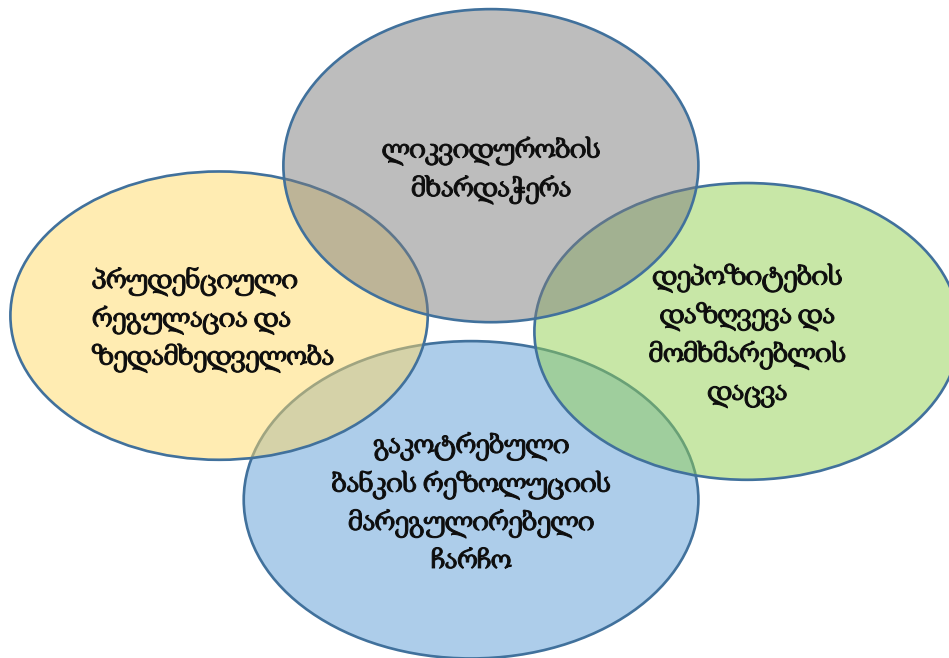 ლიკვიდურობის
მხარდაჭერა
პრუდენციული
რეგულაცია და
ზედამხედველობა
დეპოზიტების
დაზღვევა და
მომხმარებლის
დაცვა
გაკოტრებული
ბანკის რეზოლუციის
მარეგულირებელი
ჩარჩო